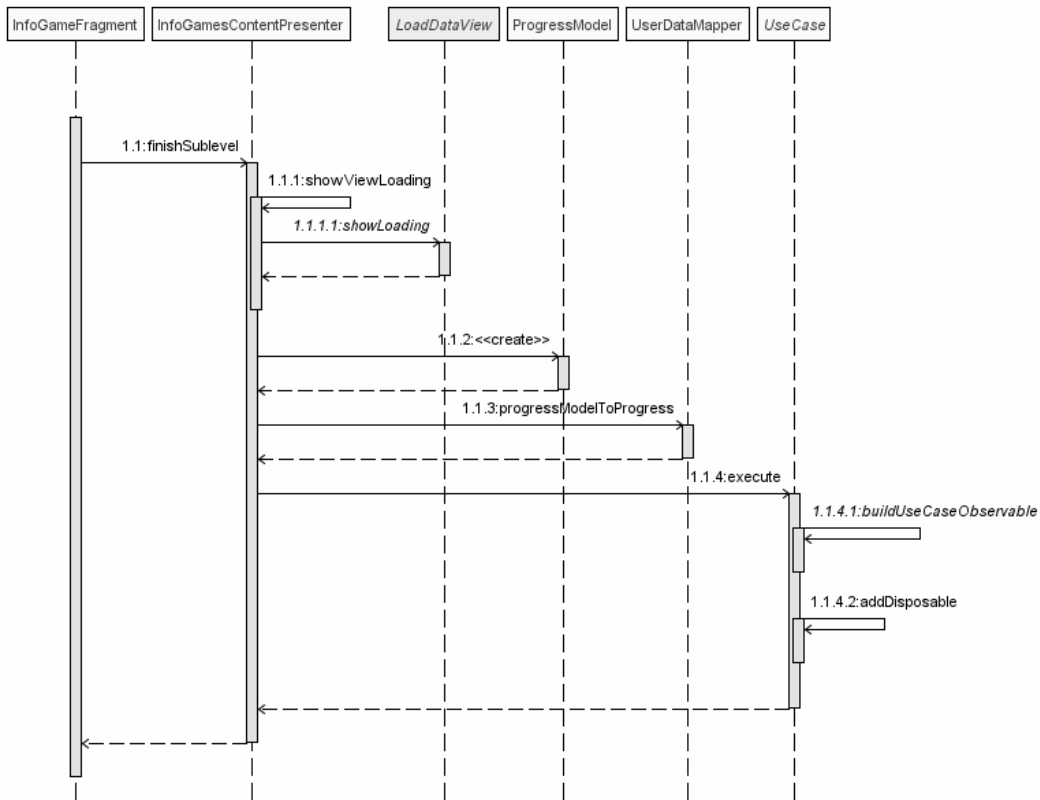 InfoGameFragment
InfoGamesContentPresenter
LoadDataView
ProgressModel
UserDataMapper
UseCase
1.1:finishSublevel
1.1.1:showViewLoading
1.1.1.1:showLoading
1.1.2:<<create>>
1.1.3:progressModelToProgress
1.1.4:execute
1.1.4.1:buildUseCaseObservable
1.1.4.2:addDisposable